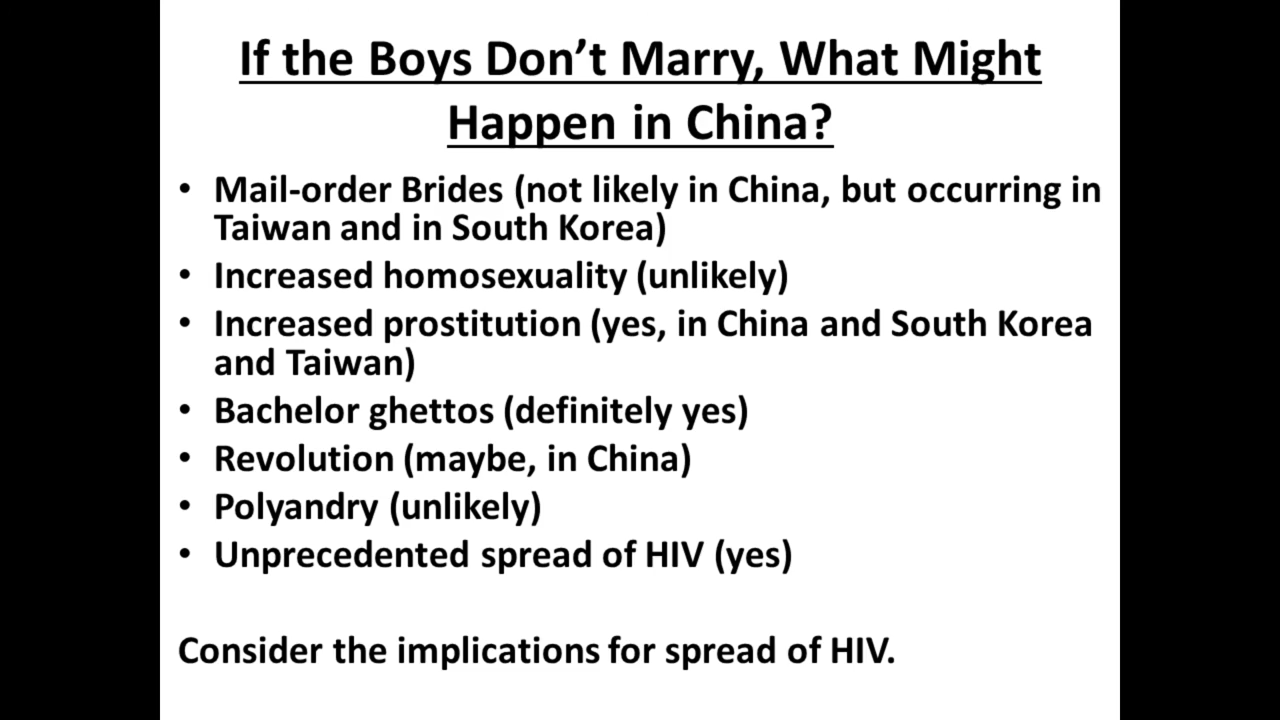 If the Boys Don’t Marry, What Might
Happen in China?
• Mail-order Brides (not likely in China, but occurring in
Taiwan and in South Korea)
• Increased homosexuality (unlikely)
• Increased prostitution (yes, in China and South Korea
and Taiwan)
• Bachelor ghettos (definitely yes)
• Revolution (maybe, in China)
• Polyandry (unlikely)
• Unprecedented spread of HIV (yes)
Consider the implications for spread of HIV.